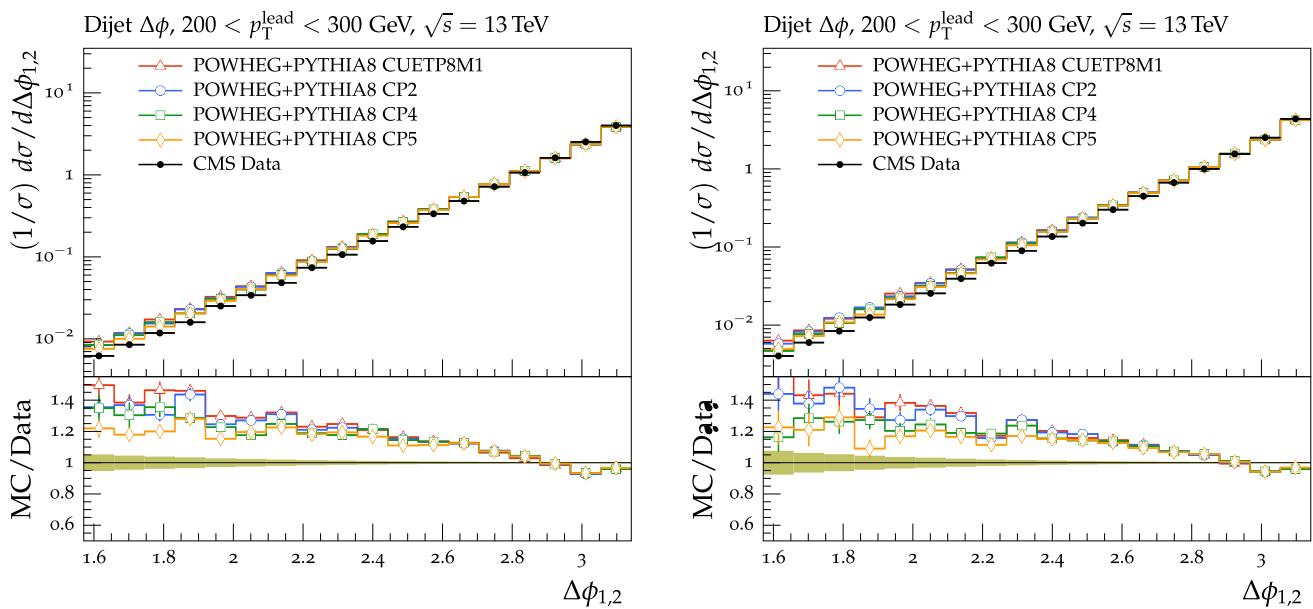 Dijet Δϕ, 200 < p_T^lead < 300 GeV, √s = 13 TeV
(1/σ) dσ/dΔϕ1,2
POWHEG+PYTHIA8 CUETP8M1
POWHEG+PYTHIA8 CP2
POWHEG+PYTHIA8 CP4
POWHEG+PYTHIA8 CP5
CMS Data
10^1
1
10^−1
10^−2
MC/Data
1.4
1.2
1
0.8
0.6
1.6 1.8 2 2.2 2.4 2.6 2.8 3
Δϕ1,2
Dijet Δϕ, 200 < p_T^lead < 300 GeV, √s = 13 TeV
(1/σ) dσ/dΔϕ1,2
POWHEG+PYTHIA8 CUETP8M1
POWHEG+PYTHIA8 CP2
POWHEG+PYTHIA8 CP4
POWHEG+PYTHIA8 CP5
CMS Data
10^1
1
10^−1
10^−2
MC/Data
1.4
1.2
1
0.8
0.6
1.6 1.8 2 2.2 2.4 2.6 2.8 3
Δϕ1,2